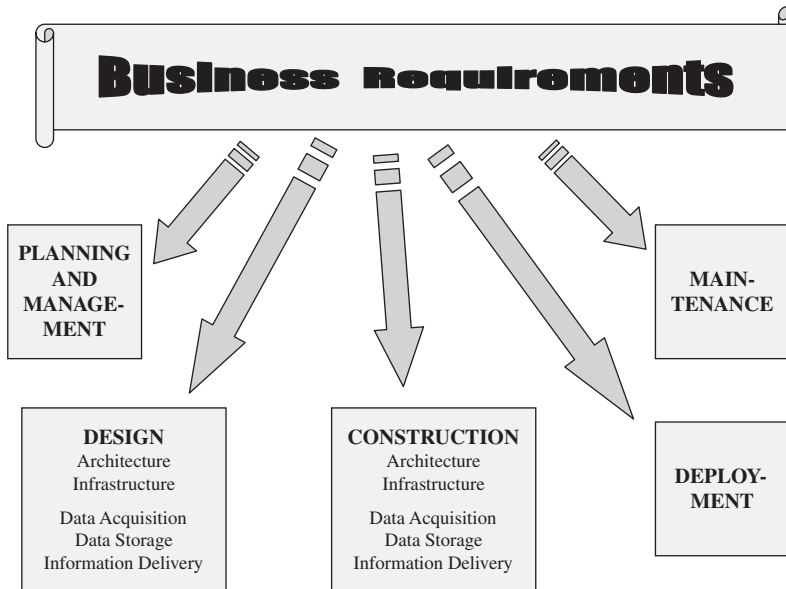 Business Requirements
PLANNING
AND
MANAGE-
MENT
MAIN-
TENANCE
DESIGN
Architecture
Infrastructure
Data Acquisition
Data Storage
Information Delivery
CONSTRUCTION
Architecture
Infrastructure
Data Acquisition
Data Storage
Information Delivery
DEPLOY-
MENT